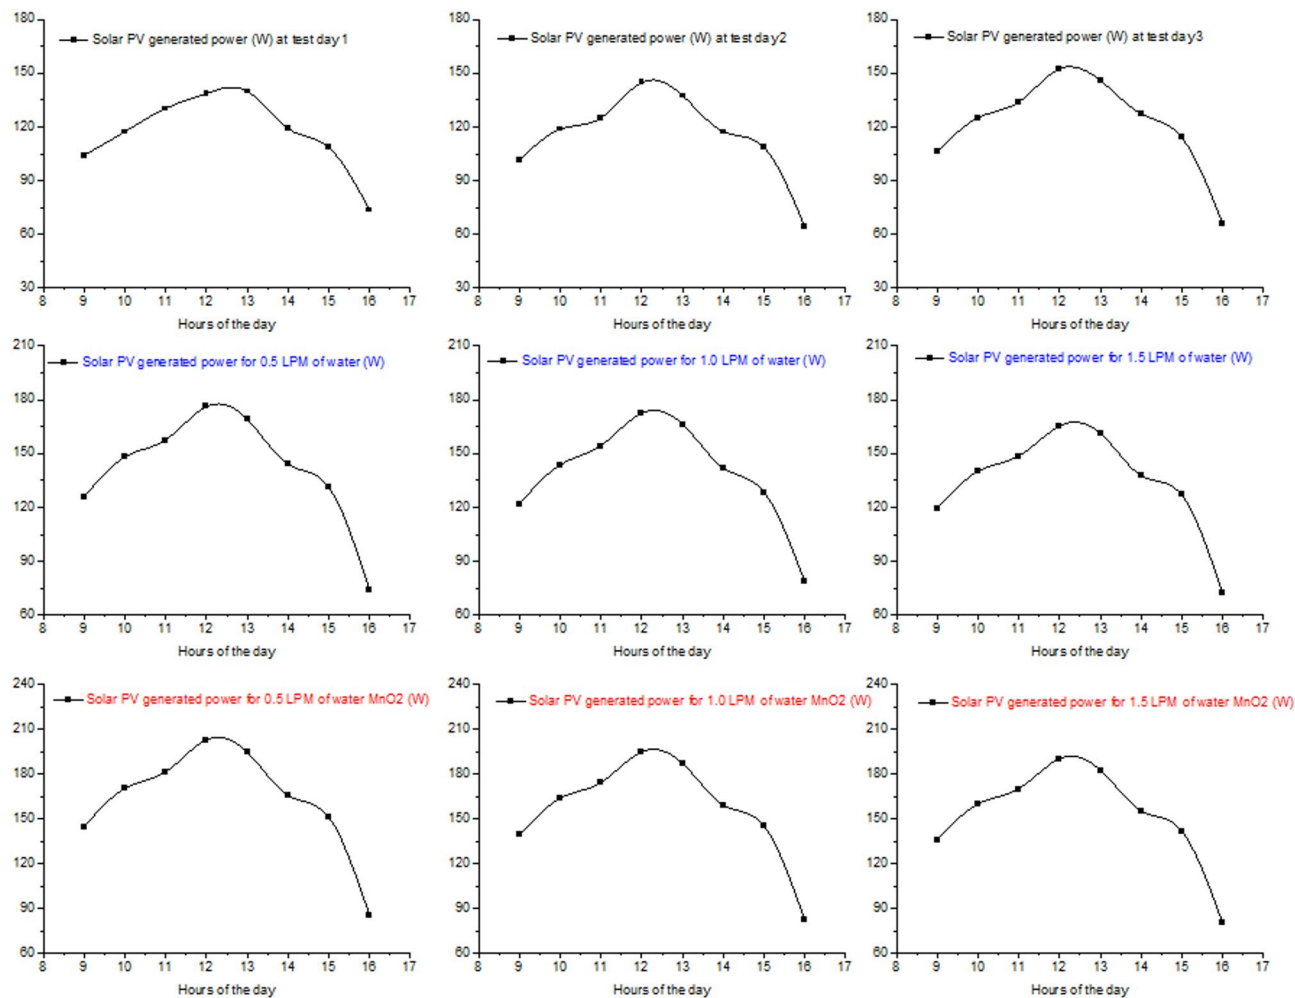 Solar PV generated power (W) at test day 1
180
150
120
90
60
30
8 9 10 11 12 13 14 15 16 17
Hours of the day
Solar PV generated power (W) at test day2
180
150
120
90
60
30
8 9 10 11 12 13 14 15 16 17
Hours of the day
Solar PV generated power (W) at test day3
180
150
120
90
60
30
8 9 10 11 12 13 14 15 16 17
Hours of the day
Solar PV generated power for 0.5 LPM of water (W)
210
180
150
120
90
60
8 9 10 11 12 13 14 15 16 17
Hours of the day
Solar PV generated power for 1.0 LPM of water (W)
210
180
150
120
90
60
8 9 10 11 12 13 14 15 16 17
Hours of the day
Solar PV generated power for 1.5 LPM of water (W)
210
180
150
120
90
60
8 9 10 11 12 13 14 15 16 17
Hours of the day
Solar PV generated power for 0.5 LPM of water MnO2 (W)
240
210
180
150
120
90
60
8 9 10 11 12 13 14 15 16 17
Hours of the day
Solar PV generated power for 1.0 LPM of water MnO2 (W)
240
210
180
150
120
90
60
8 9 10 11 12 13 14 15 16 17
Hours of the day
Solar PV generated power for 1.5 LPM of water MnO2 (W)
240
210
180
150
120
90
60
8 9 10 11 12 13 14 15 16 17
Hours of the day